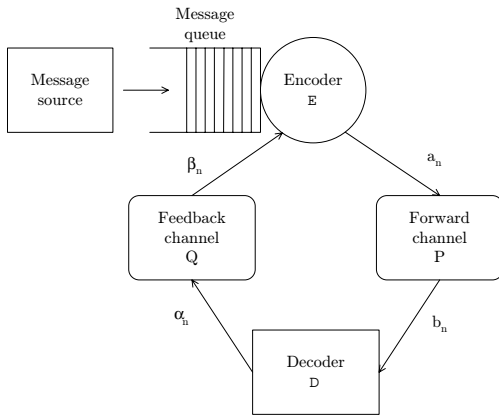 Message
queue
Message
source
Encoder
E
βn
an
Feedback
channel
Q
Forward
channel
P
αn
bn
Decoder
D